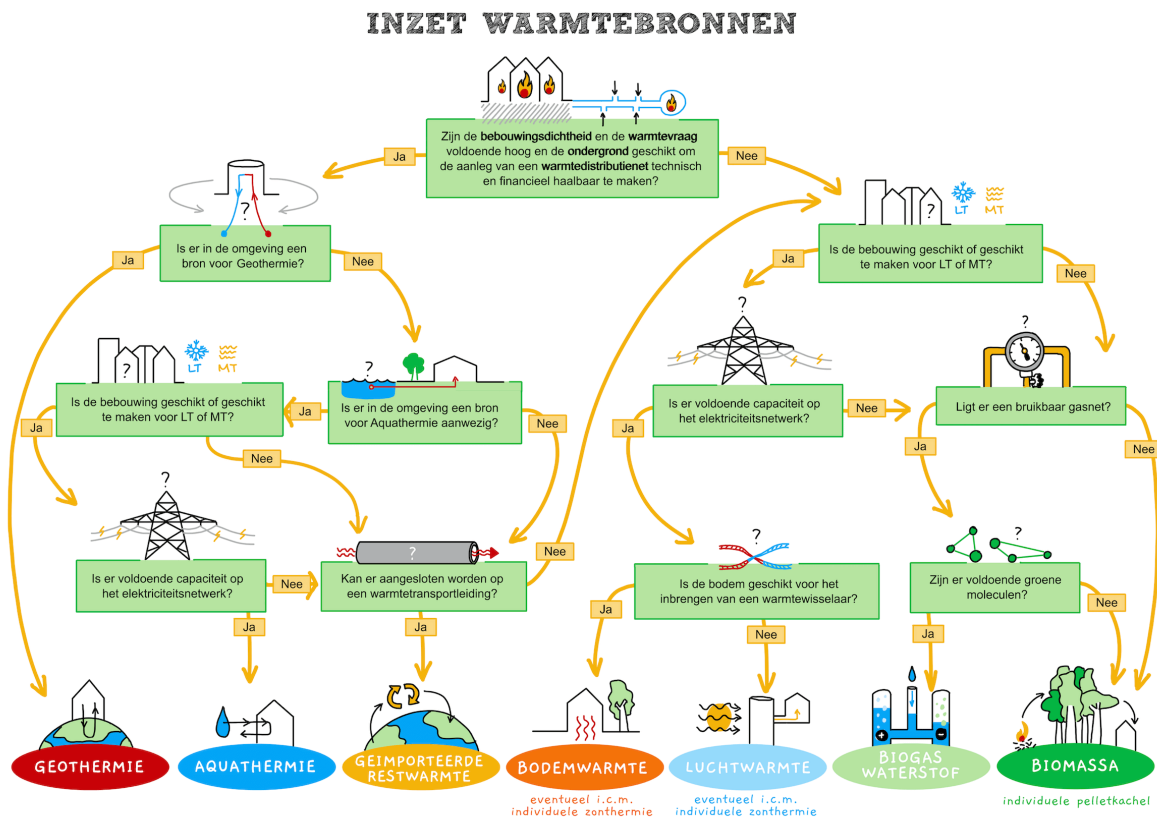 INZET WARMTEBRONNEN
Zijn de bebouwingsdichtheid en de warmtevraag
voldoende hoog en de ondergrond geschikt om
de aanleg van een warmtedistributienet technisch
en financieel haalbaar te maken?
Ja
Nee
?
Is er in de omgeving een
bron voor Geothermie?
Ja
Nee
?
LT
MT
Is de bebouwing geschikt of geschikt
te maken voor LT of MT?
Ja
Nee
?
LT
MT
Is de bebouwing geschikt of geschikt
te maken voor LT of MT?
Ja
Nee
?
Is er in de omgeving een bron
voor Aquathermie aanwezig?
Ja
Nee
?
Is er voldoende capaciteit op
het elektriciteitsnetwerk?
Ja
Nee
?
Ligt er een bruikbaar gasnet?
Ja
Nee
?
Is er voldoende capaciteit op
het elektriciteitsnetwerk?
Nee
Ja
?
Kan er aangesloten worden op
een warmtetransportleiding?
Nee
Ja
?
Is de bodem geschikt voor het
inbrengen van een warmtewisselaar?
Ja
Nee
?
Zijn er voldoende groene
moleculen?
Ja
Nee
GEOTHERMIE
AQUATHERMIE
GEIMPORTEERDE
RESTWARMTE
BODEMWARMTE
eventueel i.c.m.
individuele zonthermie
LUCHTWARMTE
eventueel i.c.m.
individuele zonthermie
+
-
BIOGAS
WATERSTOF
BIOMASSA
individuele pelletkachel